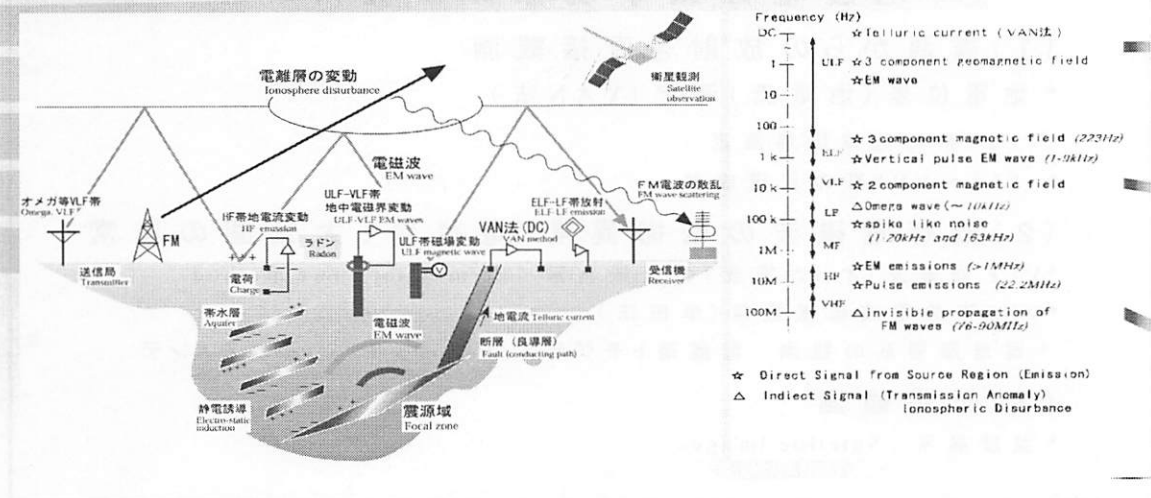 電離層の変動
Ionosphere disturbance
衛星観測
Satellite
observation
電磁波
EM wave
オメガ等VLF帯
Omega, VLF
FM
HF帯地電流変動
HF emission
ラドン
Radon
ULF-VLF帯
地中電磁界変動
ULF-VLF EM waves
ULF帯磁場変動
ULF magnetic wave
VAN法(DC)
VAN method
ELF-LF帯放射
ELF-LF emission
FM電波の散乱
FM wave scattering
送信局
Transmitter
電荷
Charge
V
受信機
Receiver
帯水層
Aquifer
電磁波
EM wave
地電流 Telluric current
断層 (良導層)
Fault (conducting path)
静電誘導
Electro-static
induction
震源域
Focal zone
Frequency (Hz)
DC
☆Telluric current (VAN法)
1
ULF
☆3 component geomagnetic field
☆EM wave
10
100
☆3 component magnetic field (223Hz)
ELF
1k
☆Vertical pulse EM wave (1-9kHz)
VLF
10k
☆2 component magnetic field
LF
△Omega wave (~10kHz)
100k
☆spike like noise
(1-20kHz and 163kHz)
MF
1M
☆EM emissions (>1MHz)
HF
10M
☆Pulse emissions (22.2MHz)
VHF
100M
△invisible propagation of
FM waves (76-90MHz)
☆ Direct Signal from Source Region (Emission)
△ Indiect Signal (Transmission Anomaly)
Ionospheric Disurbance